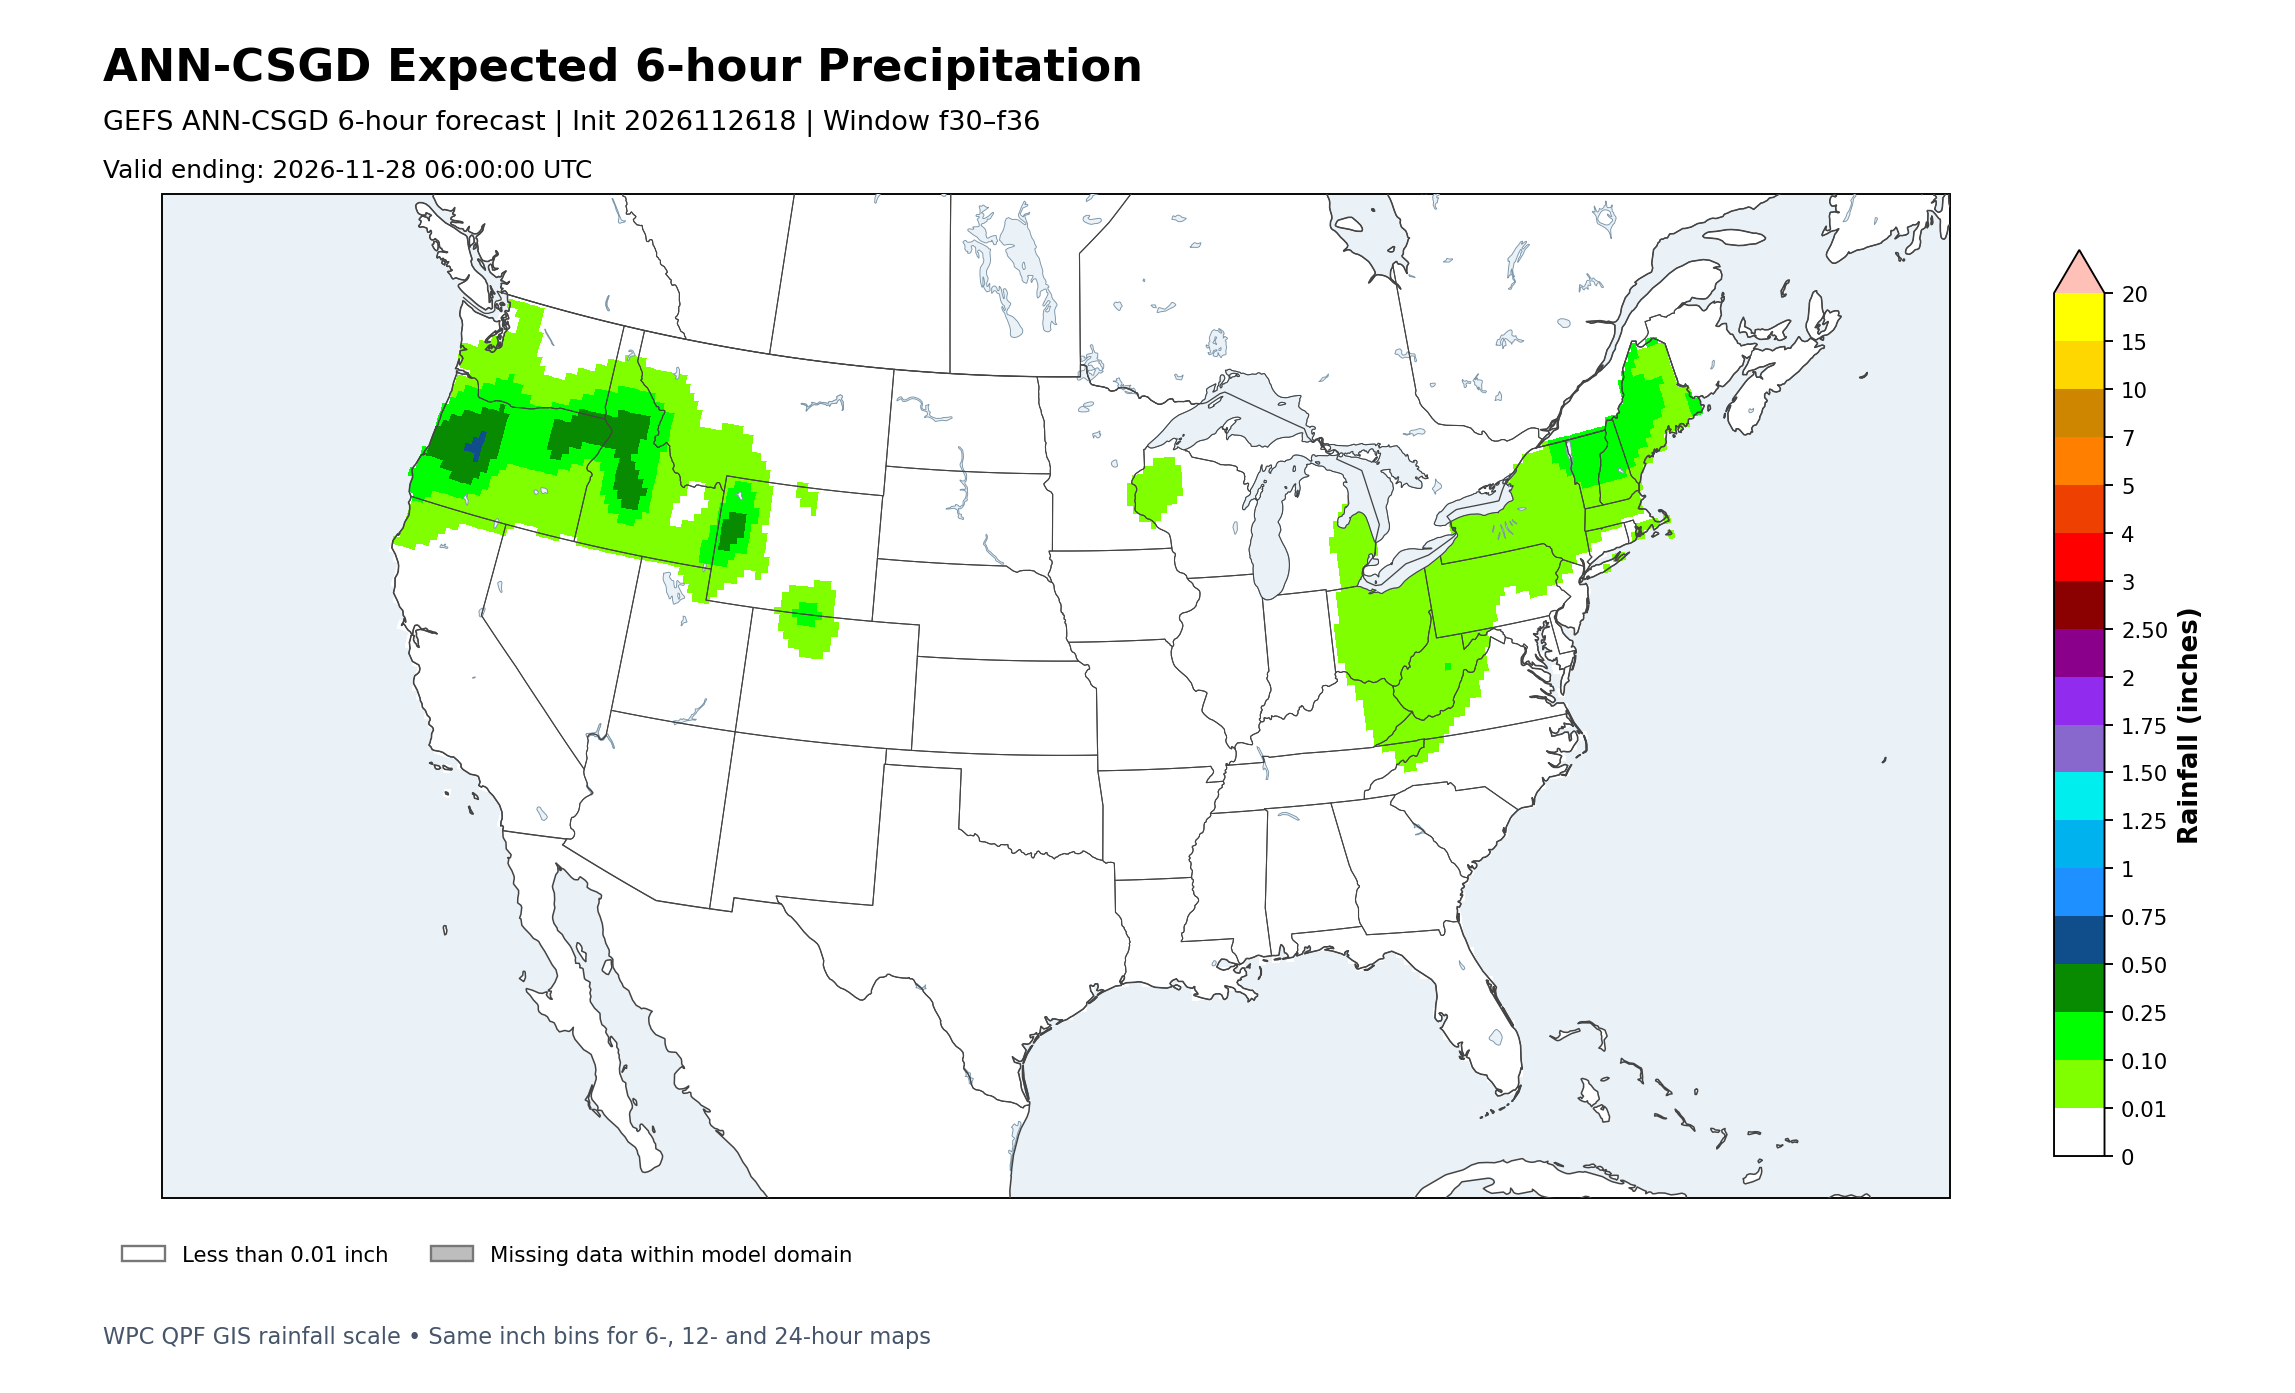 ANN-CSGD Expected 6-hour Precipitation
GEFS ANN-CSGD 6-hour forecast | Init 2026112618 | Window f30–f36
Valid ending: 2026-11-28 06:00:00 UTC
20
15
10
7
5
4
3
2.50
2
1.75
1.50
1.25
1
0.75
0.50
0.25
0.10
0.01
0
Rainfall (inches)
Less than 0.01 inch
Missing data within model domain
WPC QPF GIS rainfall scale • Same inch bins for 6-, 12- and 24-hour maps